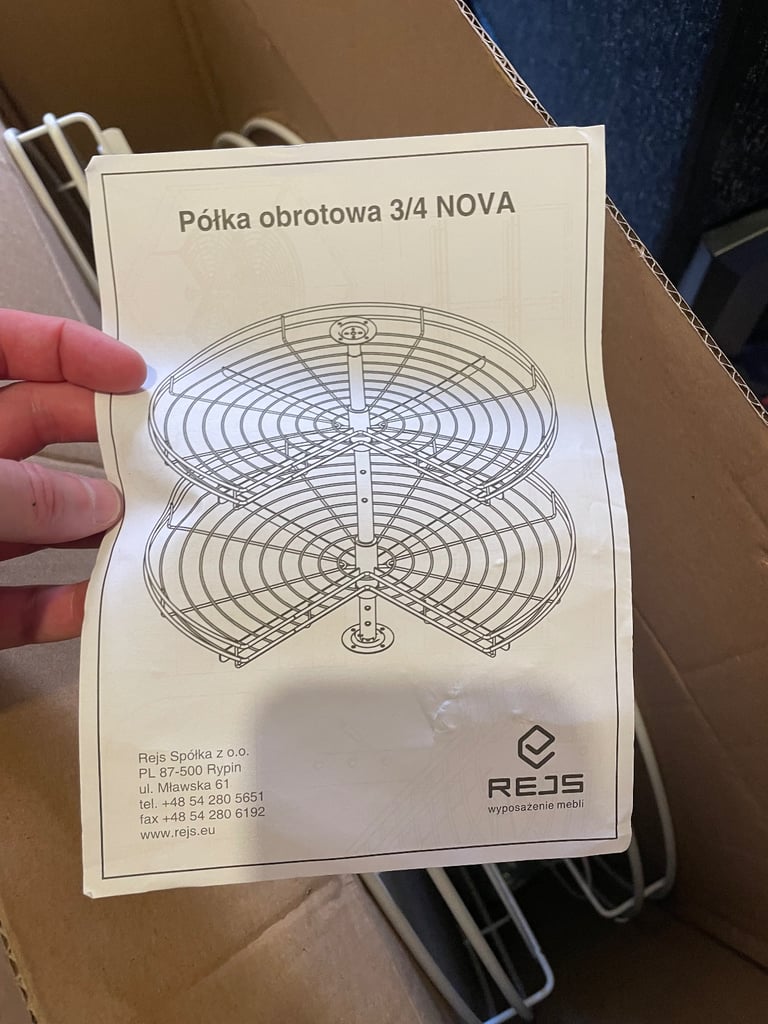 Półka obrotowa 3/4 NOVA
Rejs Spółka z o.o.
PL 87-500 Rypin
ul. Mławska 61
tel. +48 54 280 5651
fax +48 54 280 6192
www.rejs.eu
REJS
wyposażenie mebli